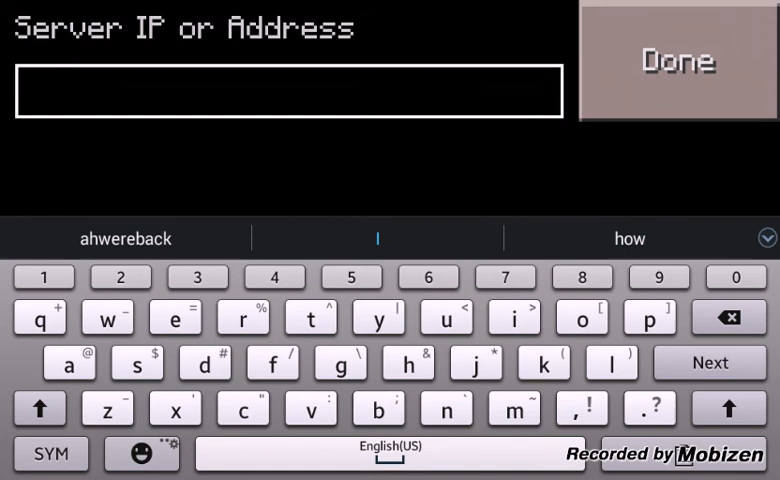 Server IP or Address
Done
ahwereback I how
1 2 3 4 5 6 7 8 9 0
q + w _ e = r % t ^ y | u < i > o [ p ]
a @ s $ d # f / g \ h & j * k ( l ) Next
z - x ' c " v : b ; n ` m ~ , ! . ?
SYM English(US) Recorded by Mobizen